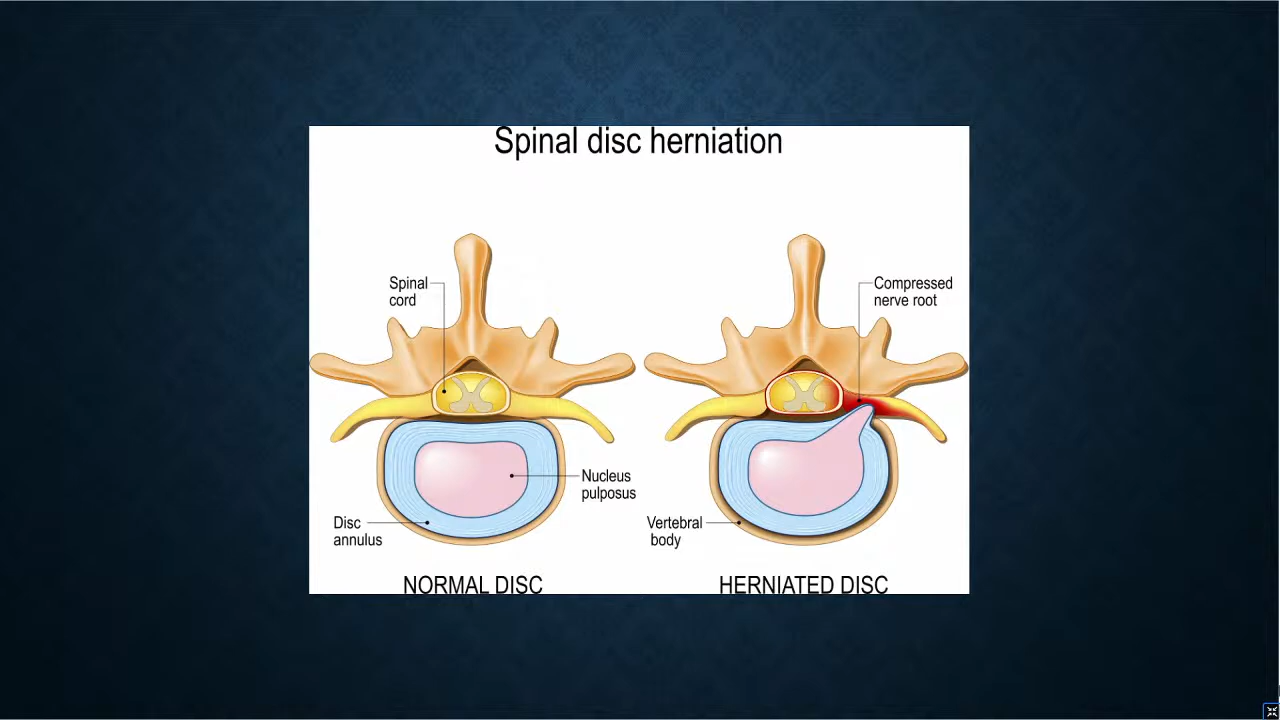 Spinal disc herniation
Spinal
cord
Compressed
nerve root
Nucleus
pulposus
Disc
annulus
Vertebral
body
NORMAL DISC
HERNIATED DISC